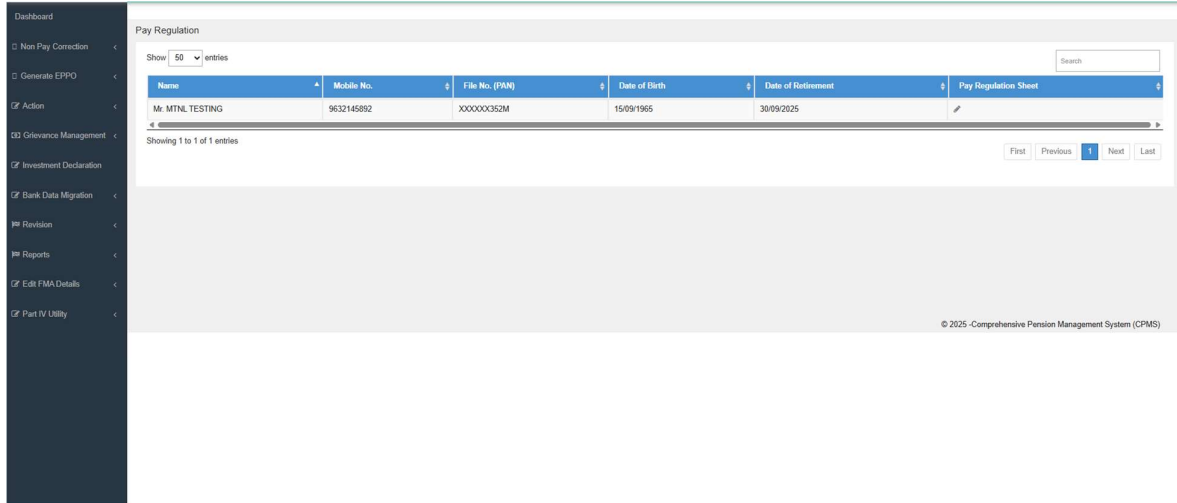 Dashboard
Non Pay Correction
Generate EPPO
Action
Grievance Management
Investment Declaration
Bank Data Migration
Revision
Reports
Edit FMA Details
Part IV Utility
Pay Regulation
Show 50 entries
Search
Name Mobile No. File No. (PAN) Date of Birth Date of Retirement Pay Regulation Sheet
Mr. MTNL TESTING 9632145892 XXXXXX352M 15/09/1965 30/09/2025
Showing 1 to 1 of 1 entries
First Previous 1 Next Last
© 2025 -Comprehensive Pension Management System (CPMS)